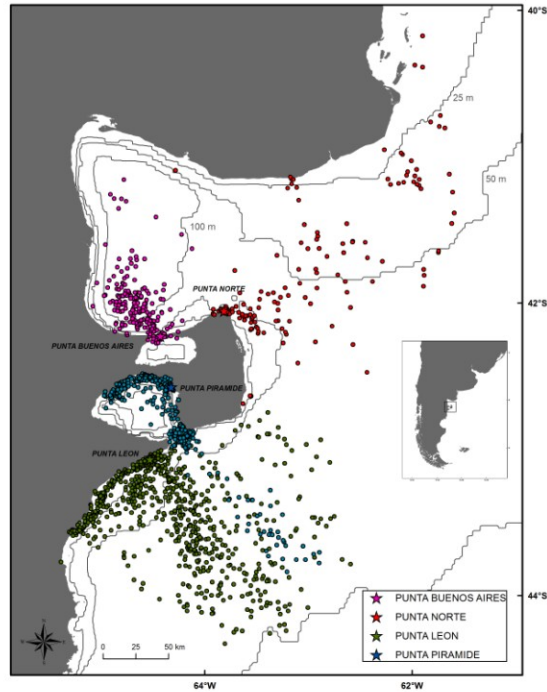 40°S
25 m
50 m
100 m
PUNTA NORTE
42°S
PUNTA BUENOS AIRES
PUNTA PIRAMIDE
PUNTA LEON
44°S
PUNTA BUENOS AIRES
PUNTA NORTE
PUNTA LEON
PUNTA PIRAMIDE
0 25 50 km
64°W 62°W